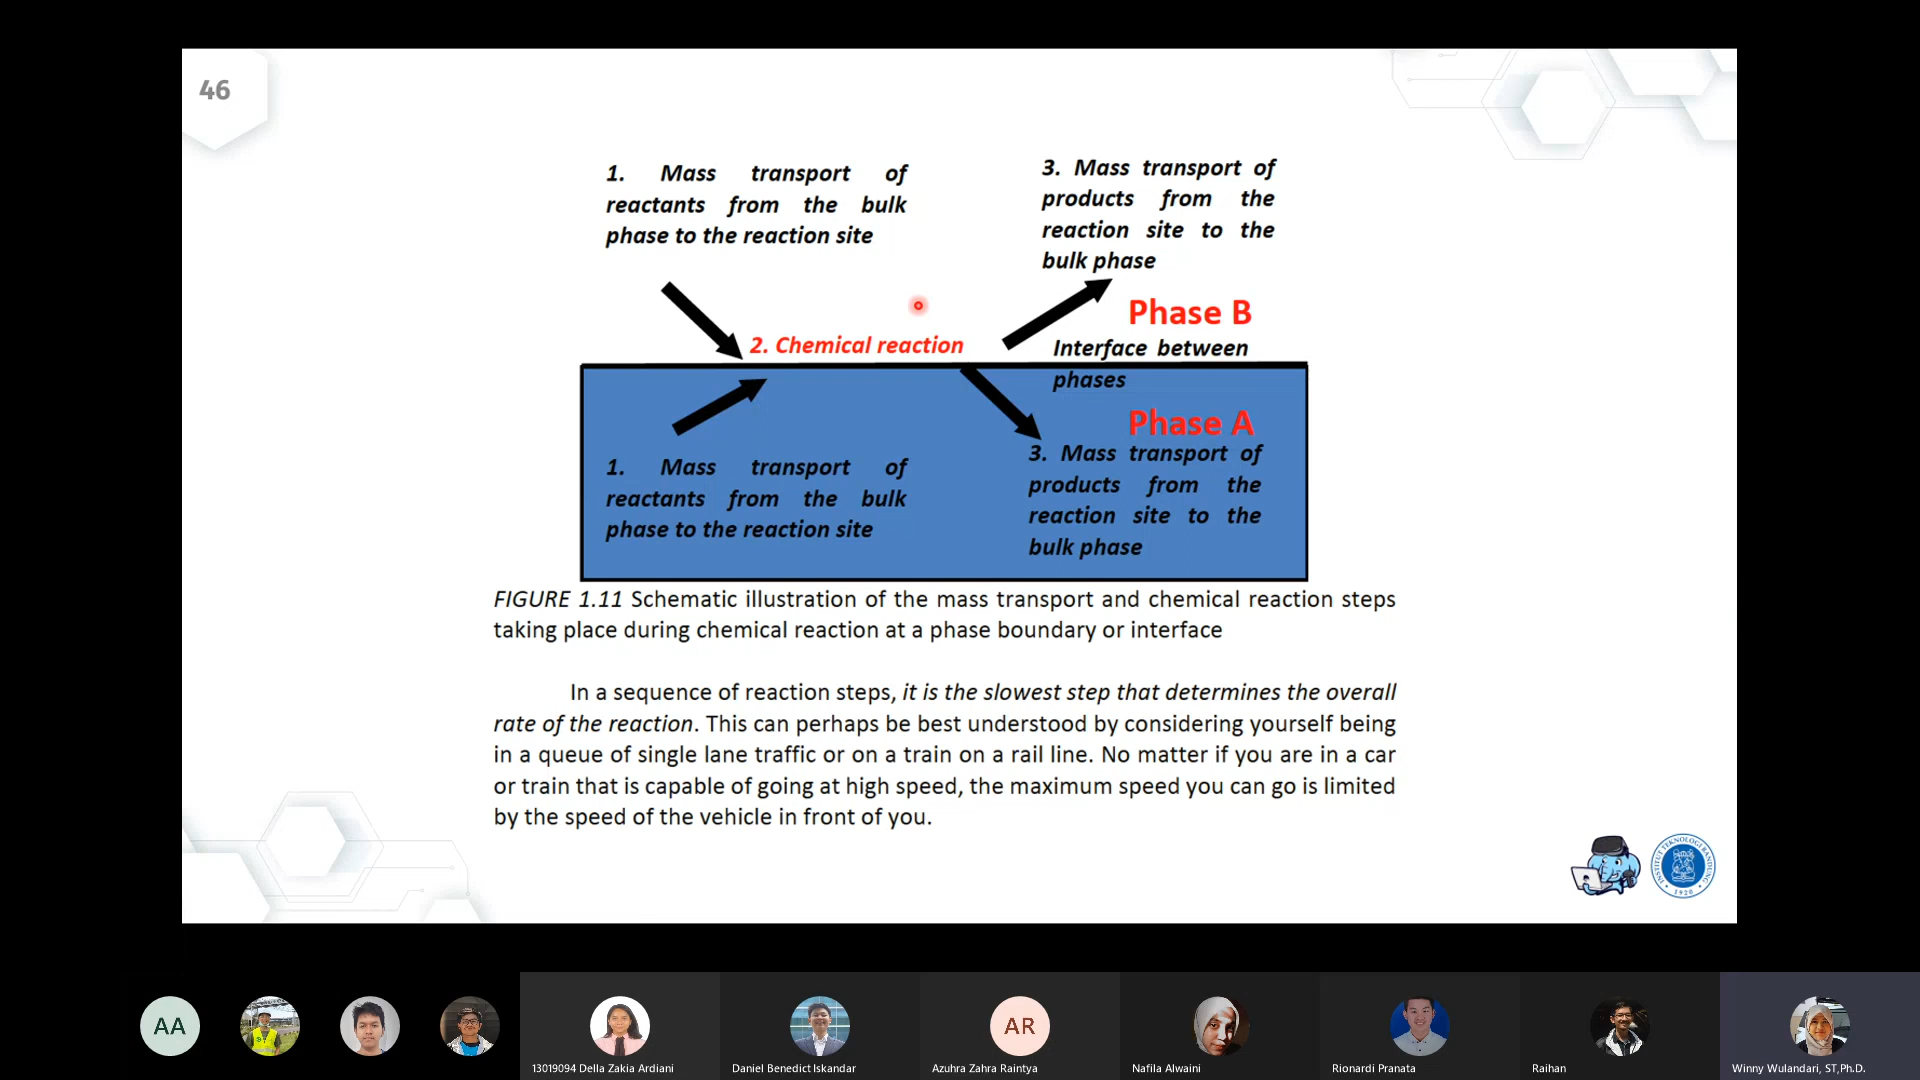 46
1. Mass transport of
reactants from the bulk
phase to the reaction site
3. Mass transport of
products from the
reaction site to the
bulk phase
Phase B
2. Chemical reaction
Interface between
phases
Phase A
1. Mass transport of
reactants from the bulk
phase to the reaction site
3. Mass transport of
products from the
reaction site to the
bulk phase
FIGURE 1.11 Schematic illustration of the mass transport and chemical reaction steps
taking place during chemical reaction at a phase boundary or interface
In a sequence of reaction steps, it is the slowest step that determines the overall
rate of the reaction. This can perhaps be best understood by considering yourself being
in a queue of single lane traffic or on a train on a rail line. No matter if you are in a car
or train that is capable of going at high speed, the maximum speed you can go is limited
by the speed of the vehicle in front of you.
INSTITUT TEKNOLOGI BANDUNG
1920
AA
AR
13019094 Della Zakia Ardiani
Daniel Benedict Iskandar
Azuhra Zahra Raintya
Nafila Alwaini
Rionardi Pranata
Raihan
Winny Wulandari, ST,Ph.D.